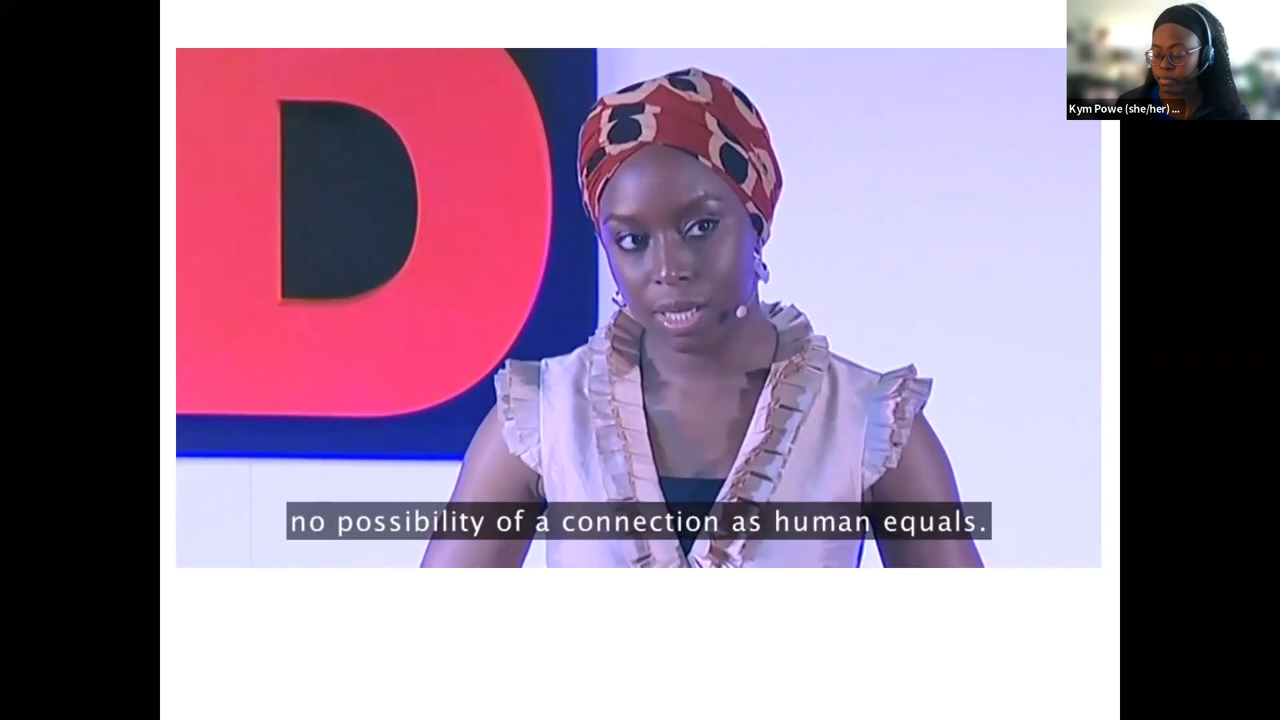 D
Kym Powe (she/her) ...
no possibility of a connection as human equals.